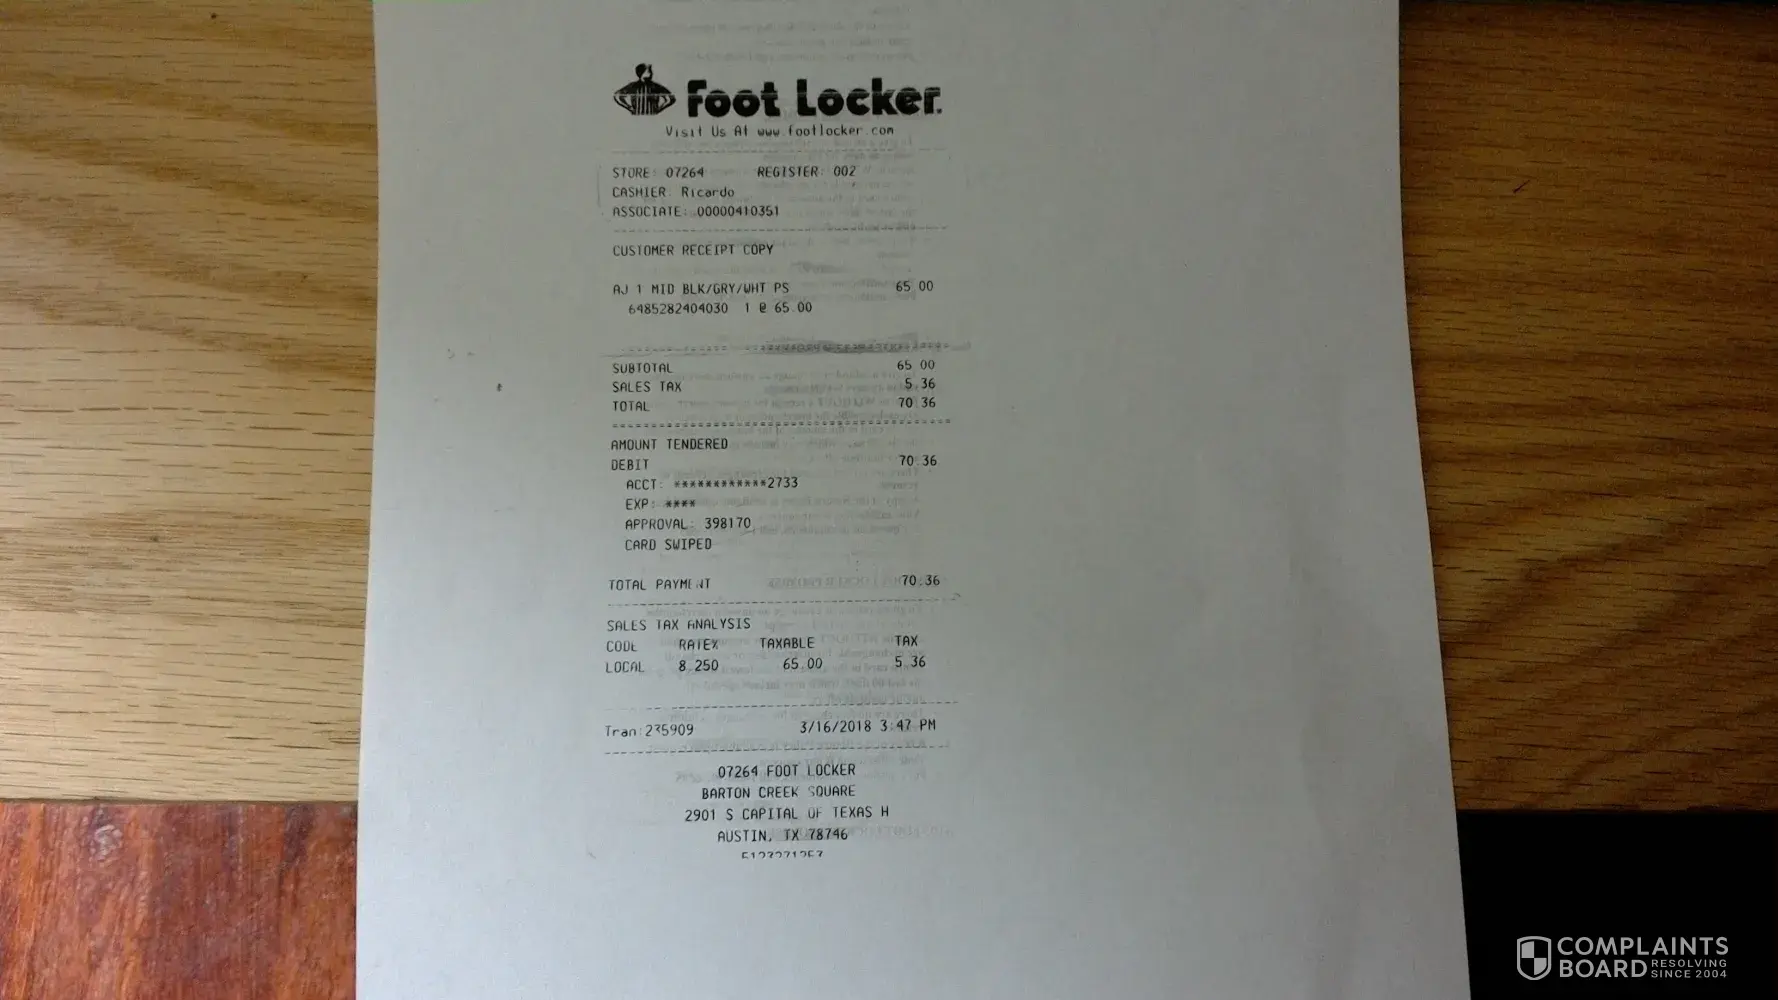 Foot Locker.
Visit Us At www.footlocker.com
STORE: 07264 REGISTER: 002
CASHIER: Ricardo
ASSOCIATE: 00000410351
CUSTOMER RECEIPT COPY
AJ 1 MID BLK/GRY/WHT PS 65.00
6485282404030 1 @ 65.00
SUBTOTAL 65.00
SALES TAX 5.36
TOTAL 70.36
AMOUNT TENDERED
DEBIT 70.36
ACCT: ************2733
EXP: ****
APPROVAL: 398170
CARD SWIPED
TOTAL PAYMENT 70.36
SALES TAX ANALYSIS
CODE RATE% TAXABLE TAX
LOCAL 8.250 65.00 5.36
Tran:235909 3/16/2018 3:47 PM
07264 FOOT LOCKER
BARTON CREEK SQUARE
2901 S CAPITAL OF TEXAS H
AUSTIN, TX 78746
COMPLAINTS
BOARD RESOLVING
SINCE 2004